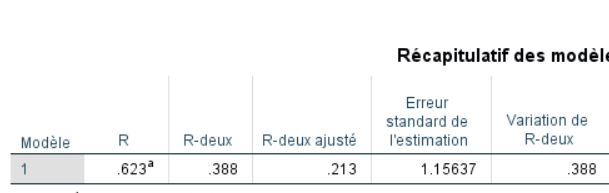 Récapitulatif des modèle
Modèle R R-deux R-deux ajusté Erreur standard de l'estimation Variation de R-deux
1 .623a .388 .213 1.15637 .388